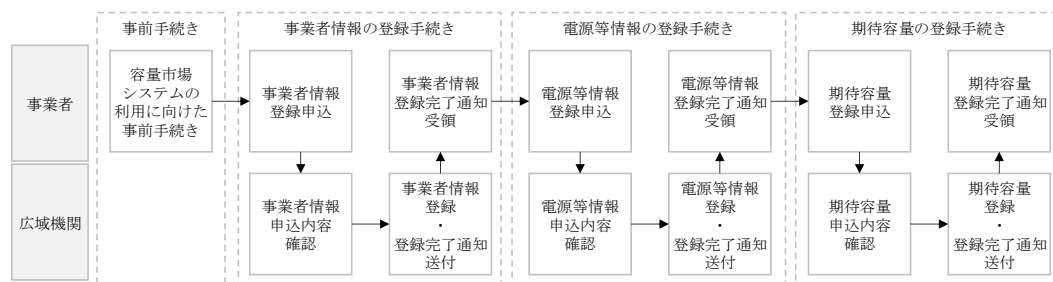 事前手続き
事業者情報の登録手続き
電源等情報の登録手続き
期待容量の登録手続き
事業者
容量市場
システムの
利用に向けた
事前手続き
事業者情報
登録申込
事業者情報
登録完了通知
受領
電源等情報
登録申込
電源等情報
登録完了通知
受領
期待容量
登録申込
期待容量
登録完了通知
受領
広域機関
事業者情報
申込内容
確認
事業者情報
登録
・
登録完了通知
送付
電源等情報
申込内容
確認
電源等情報
登録
・
登録完了通知
送付
期待容量
申込内容
確認
期待容量
登録
・
登録完了通知
送付